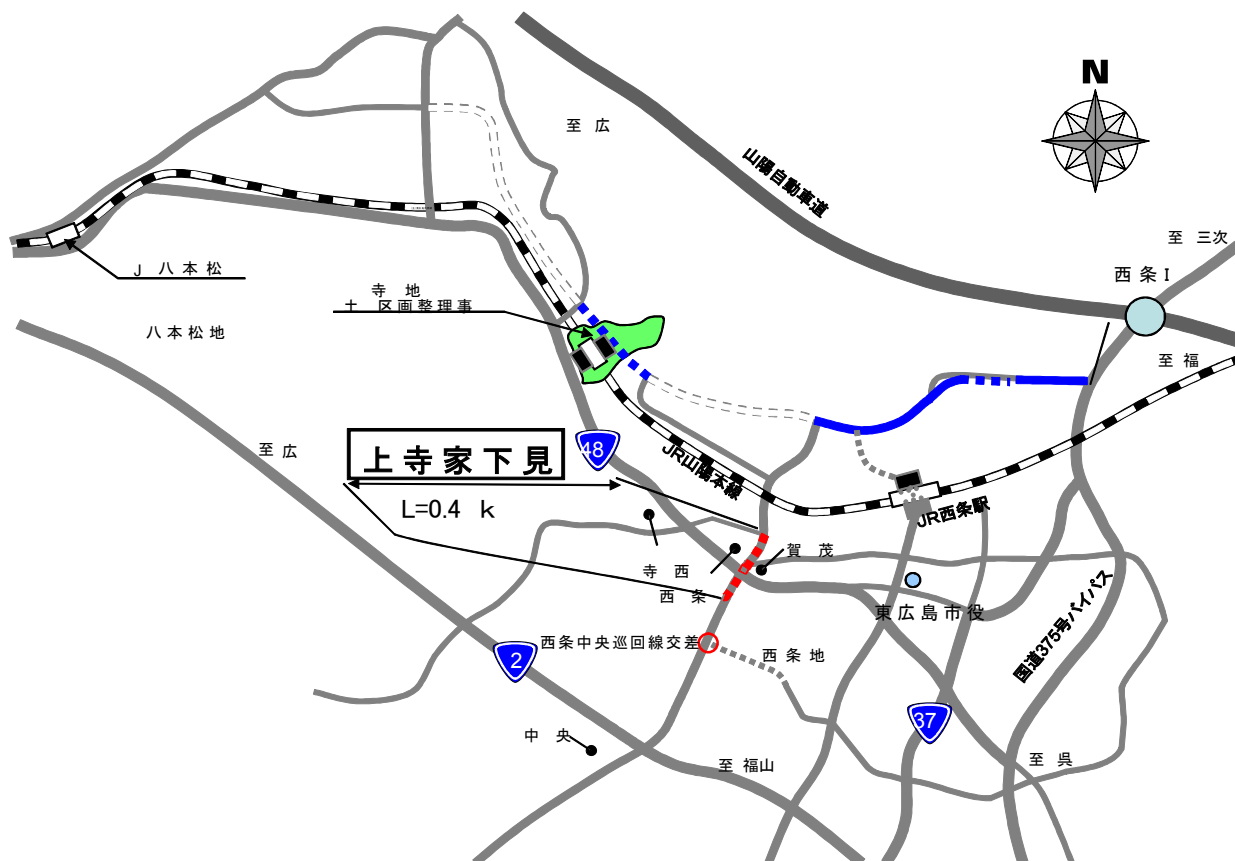 N
至 広
山陽自動車道
至 三次
西 条 I
J 八 本 松
寺 地
土 区画整理事
八 本 松 地
至 福
至 広
48
上寺家下見
L=0.4 k
JR山陽本線
JR西条駅
賀 茂
寺 西
西 条
東広島市役
国道375号バイパス
西条中央巡回線交差
西 条 地
2
37
中 央
至 福山
至 呉